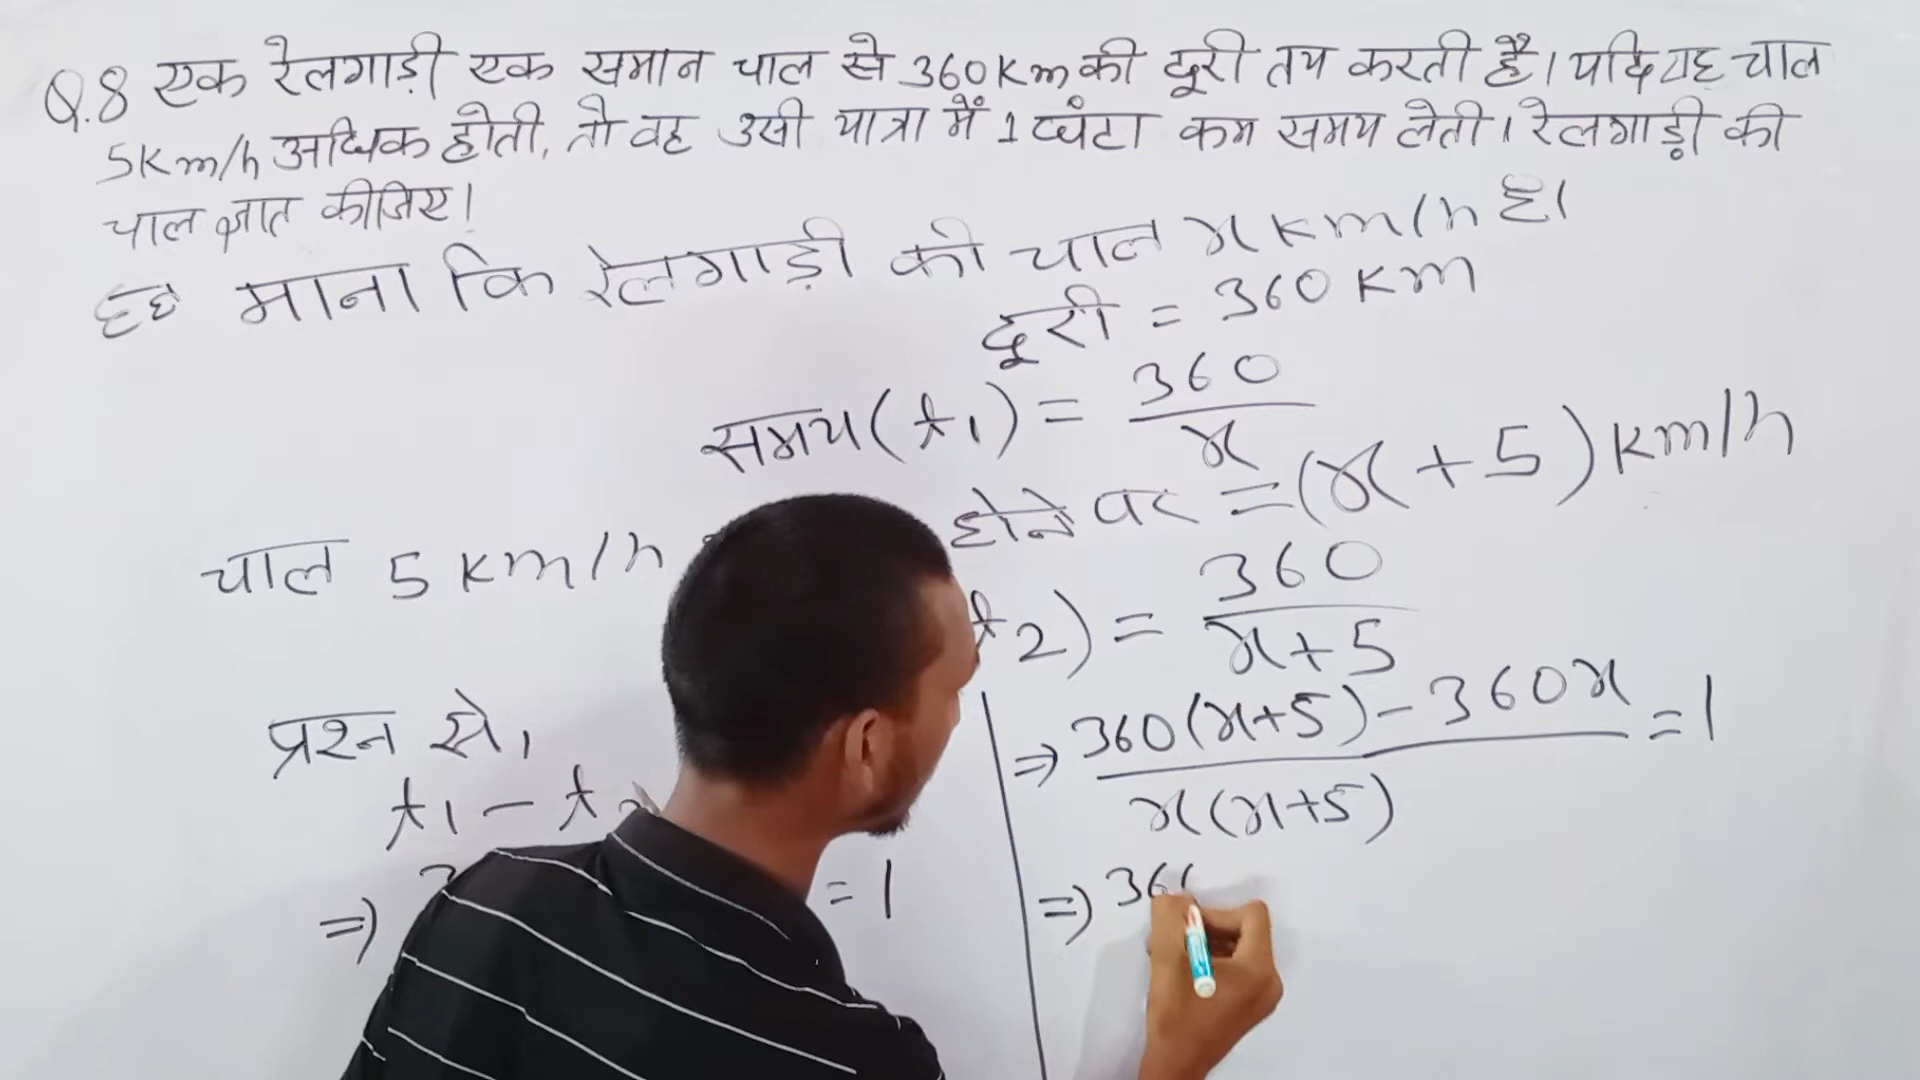 Q.8 एक रेलगाड़ी एक समान चाल से 360Km की दूरी तय करती है। यदि यह चाल
5Km/h अधिक होती, तो वह उसी यात्रा में 1 घंटा कम समय लेती। रेलगाड़ी की
चाल ज्ञात कीजिए।
माना कि रेलगाड़ी की चाल x Km/h है।
दूरी = 360 Km
समय(t1) = 360/x
चाल 5 Km/h होने पर = (x+5) Km/h
t2) = 360/x+5
प्रश्न से,
t1 - t2
=> = 1
=> 360(x+5) - 360x / x(x+5) = 1
=> 360